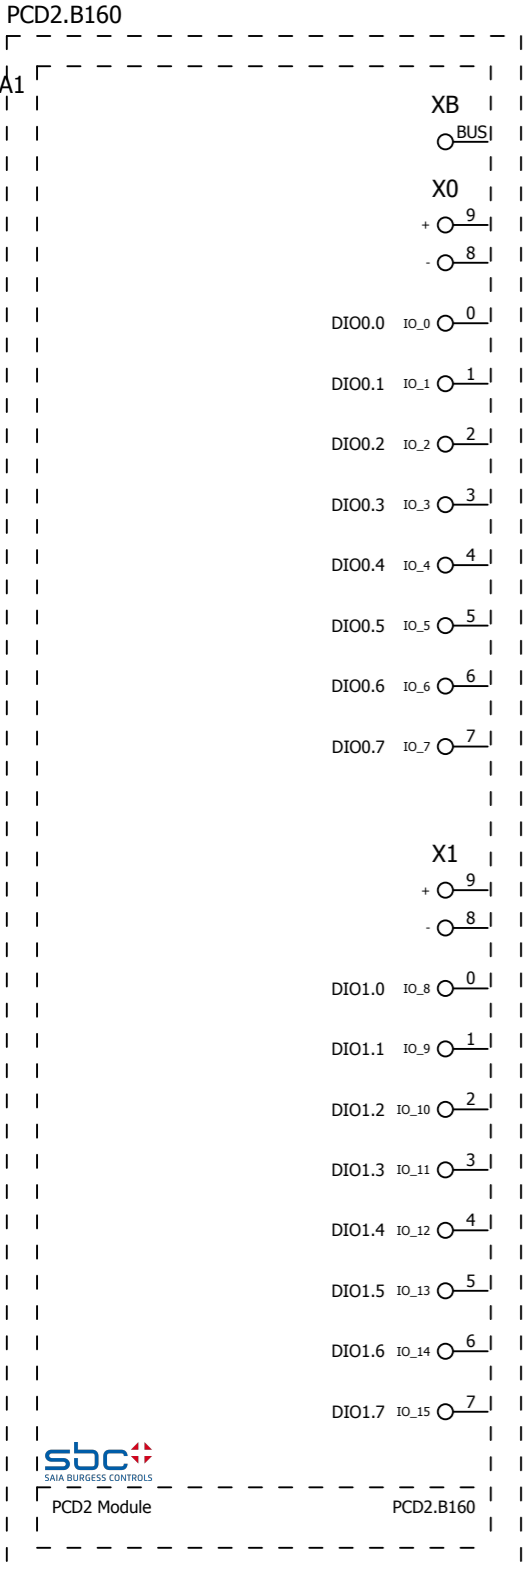 PCD2.B160
A1
XB
BUS
X0
+ 9
- 8
DIO0.0 IO_0 0
DIO0.1 IO_1 1
DIO0.2 IO_2 2
DIO0.3 IO_3 3
DIO0.4 IO_4 4
DIO0.5 IO_5 5
DIO0.6 IO_6 6
DIO0.7 IO_7 7
X1
+ 9
- 8
DIO1.0 IO_8 0
DIO1.1 IO_9 1
DIO1.2 IO_10 2
DIO1.3 IO_11 3
DIO1.4 IO_12 4
DIO1.5 IO_13 5
DIO1.6 IO_14 6
DIO1.7 IO_15 7
sbc
SAIA BURGESS CONTROLS
PCD2 Module PCD2.B160